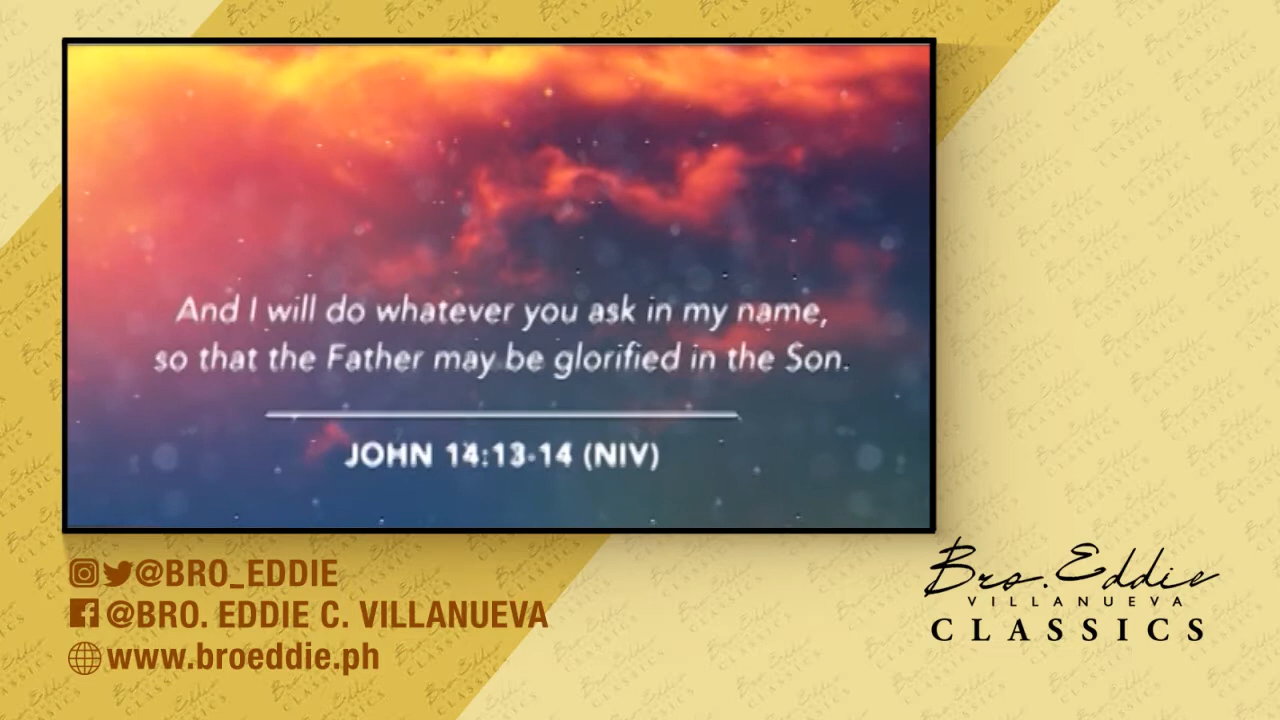 And I will do whatever you ask in my name,
so that the Father may be glorified in the Son.
JOHN 14:13-14 (NIV)
@BRO_EDDIE
@BRO. EDDIE C. VILLANUEVA
www.broeddie.ph
Bro. Eddie
VILLANUEVA
CLASSICS